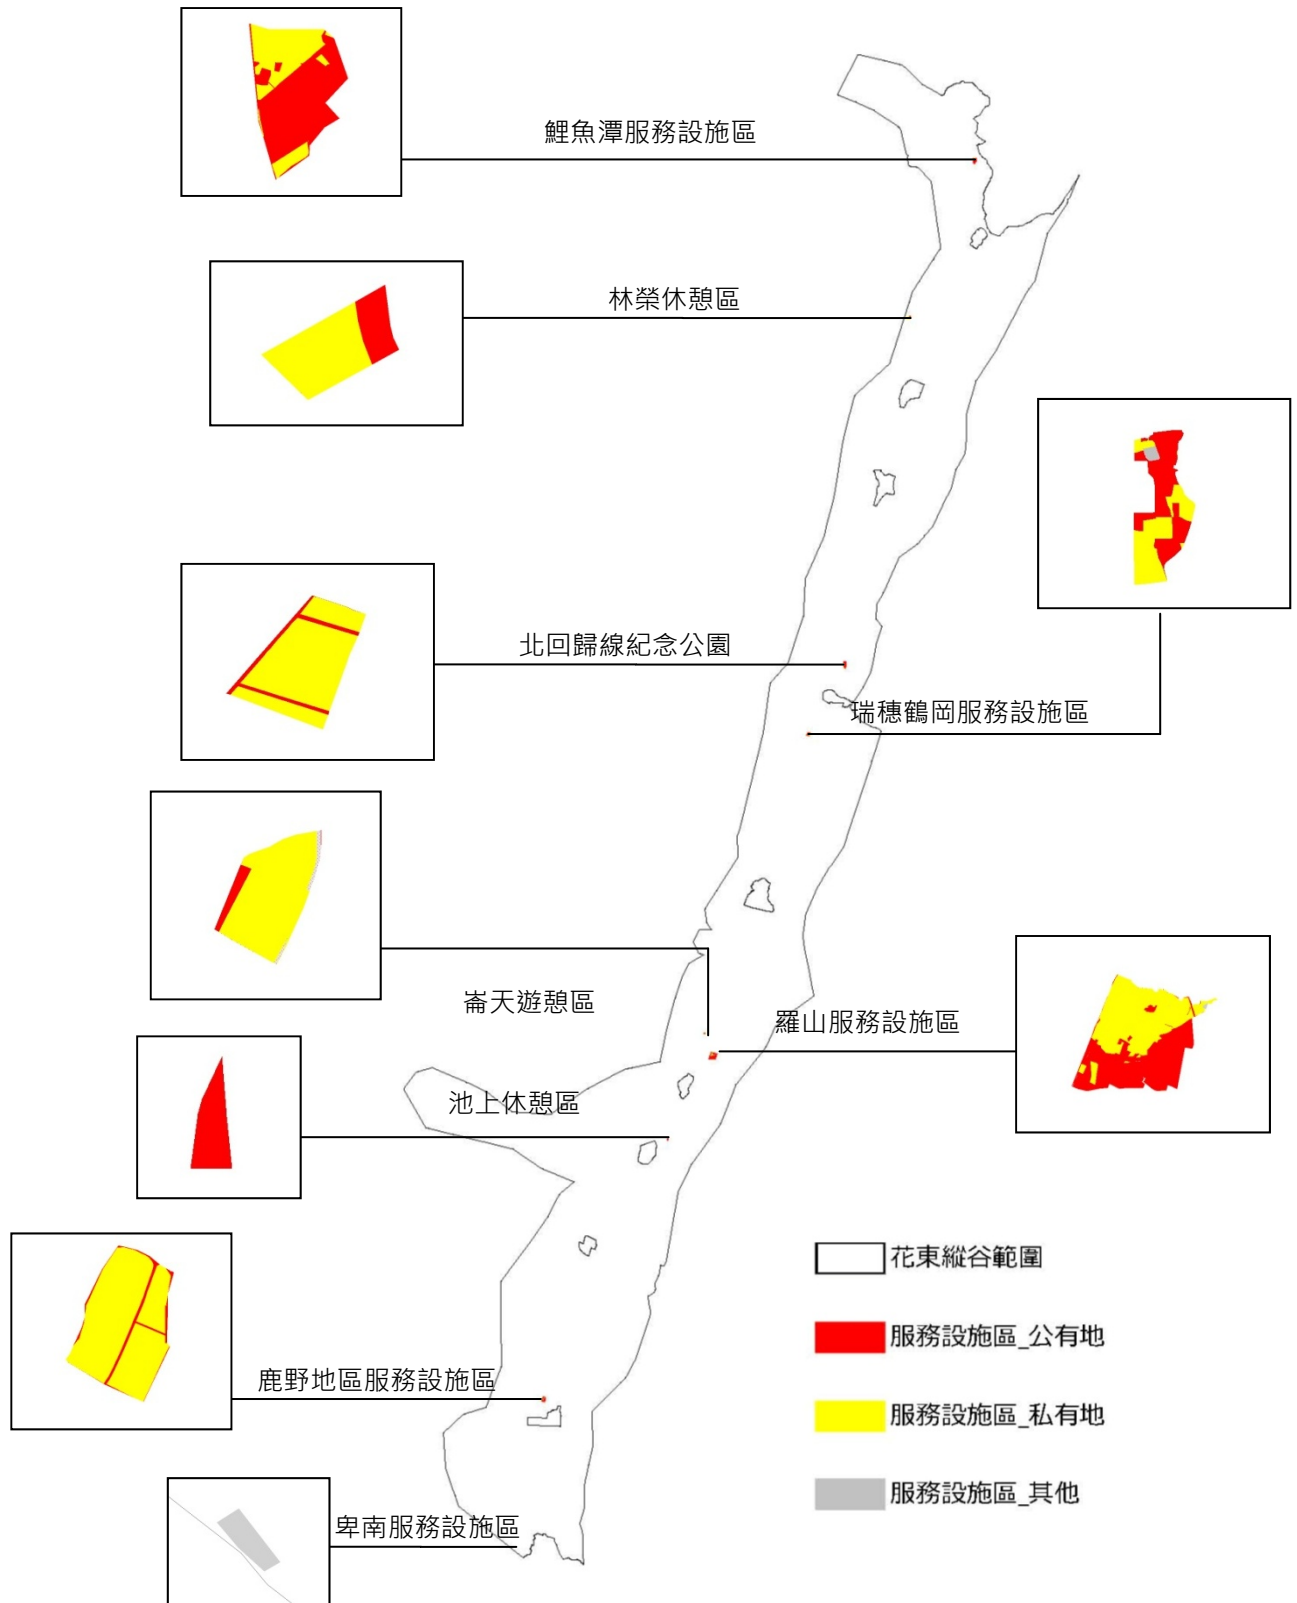 鯉魚潭服務設施區
林榮休憩區
北回歸線紀念公園
瑞穗鶴岡服務設施區
崙天遊憩區
羅山服務設施區
池上休憩區
花東縱谷範圍
服務設施區_公有地
鹿野地區服務設施區
服務設施區_私有地
服務設施區_其他
卑南服務設施區